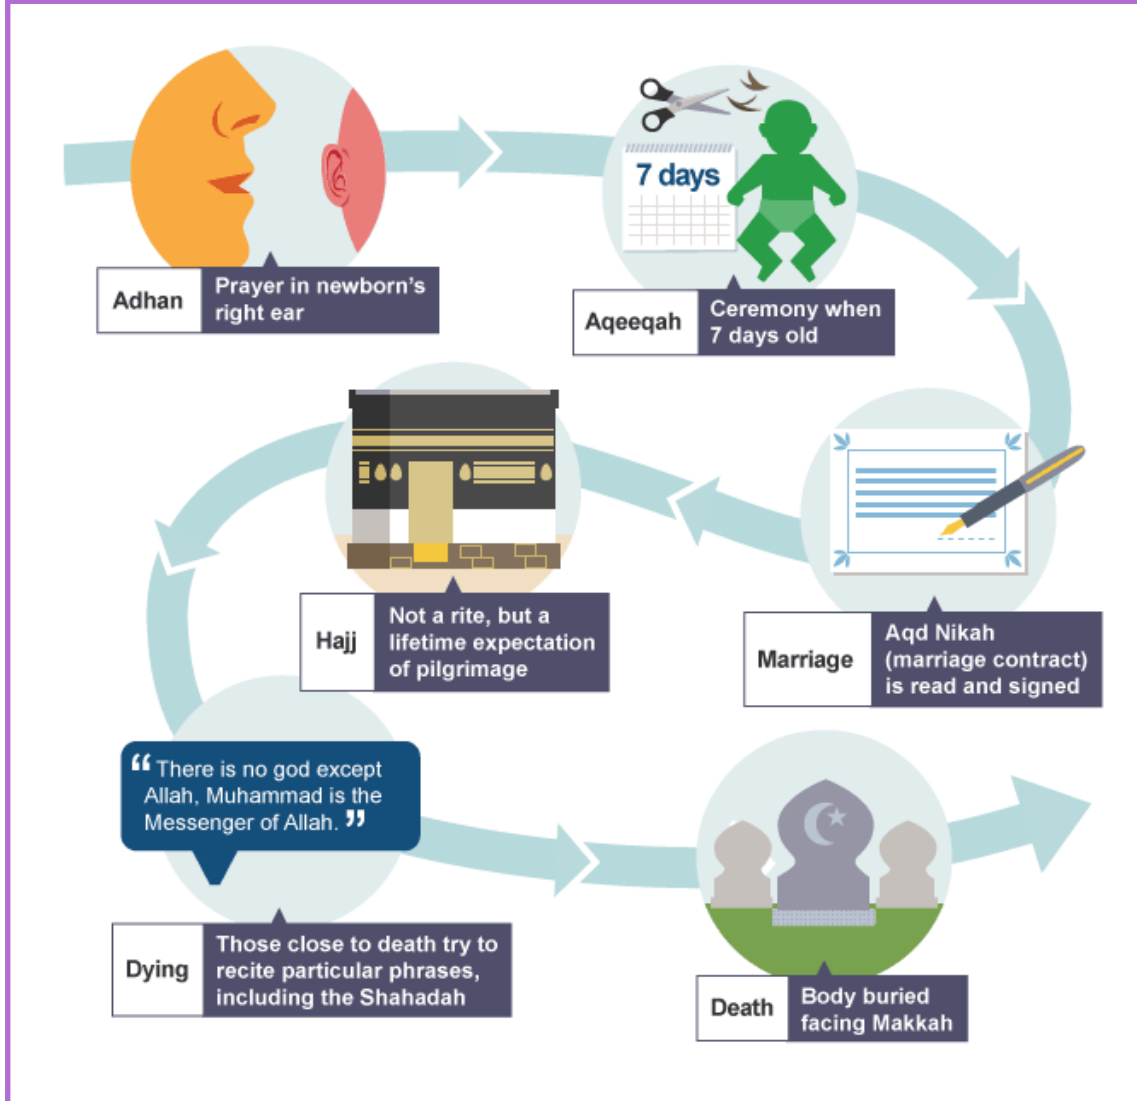 Adhan
Prayer in newborn's
right ear
7 days
Aqeeqah
Ceremony when
7 days old
Hajj
Not a rite, but a
lifetime expectation
of pilgrimage
Marriage
Aqd Nikah
(marriage contract)
is read and signed
“ There is no god except
Allah, Muhammad is the
Messenger of Allah. ”
Dying
Those close to death try to
recite particular phrases,
including the Shahadah
Death
Body buried
facing Makkah